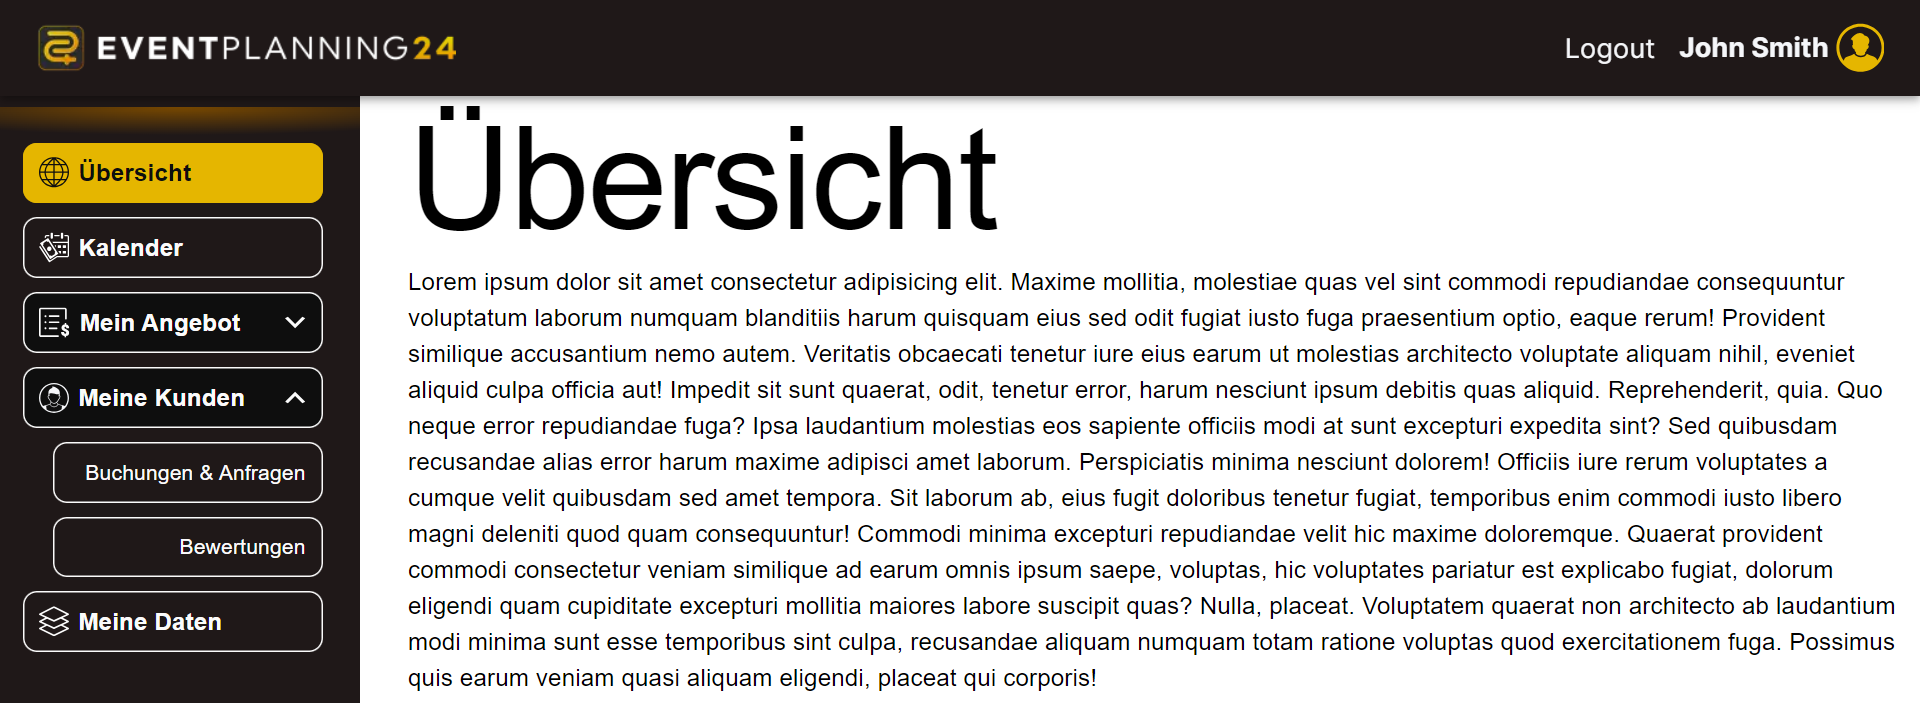 EVENTPLANNING24
Logout John Smith
Übersicht
Kalender
Mein Angebot
Meine Kunden
Buchungen & Anfragen
Bewertungen
Meine Daten
Übersicht
Lorem ipsum dolor sit amet consectetur adipisicing elit. Maxime mollitia, molestiae quas vel sint commodi repudiandae consequuntur
voluptatum laborum numquam blanditiis harum quisquam eius sed odit fugiat iusto fuga praesentium optio, eaque rerum! Provident
similique accusantium nemo autem. Veritatis obcaecati tenetur iure eius earum ut molestias architecto voluptate aliquam nihil, eveniet
aliquid culpa officia aut! Impedit sit sunt quaerat, odit, tenetur error, harum nesciunt ipsum debitis quas aliquid. Reprehenderit, quia. Quo
neque error repudiandae fuga? Ipsa laudantium molestias eos sapiente officiis modi at sunt excepturi expedita sint? Sed quibusdam
recusandae alias error harum maxime adipisci amet laborum. Perspiciatis minima nesciunt dolorem! Officiis iure rerum voluptates a
cumque velit quibusdam sed amet tempora. Sit laborum ab, eius fugit doloribus tenetur fugiat, temporibus enim commodi iusto libero
magni deleniti quod quam consequuntur! Commodi minima excepturi repudiandae velit hic maxime doloremque. Quaerat provident
commodi consectetur veniam similique ad earum omnis ipsum saepe, voluptas, hic voluptates pariatur est explicabo fugiat, dolorum
eligendi quam cupiditate excepturi mollitia maiores labore suscipit quas? Nulla, placeat. Voluptatem quaerat non architecto ab laudantium
modi minima sunt esse temporibus sint culpa, recusandae aliquam numquam totam ratione voluptas quod exercitationem fuga. Possimus
quis earum veniam quasi aliquam eligendi, placeat qui corporis!